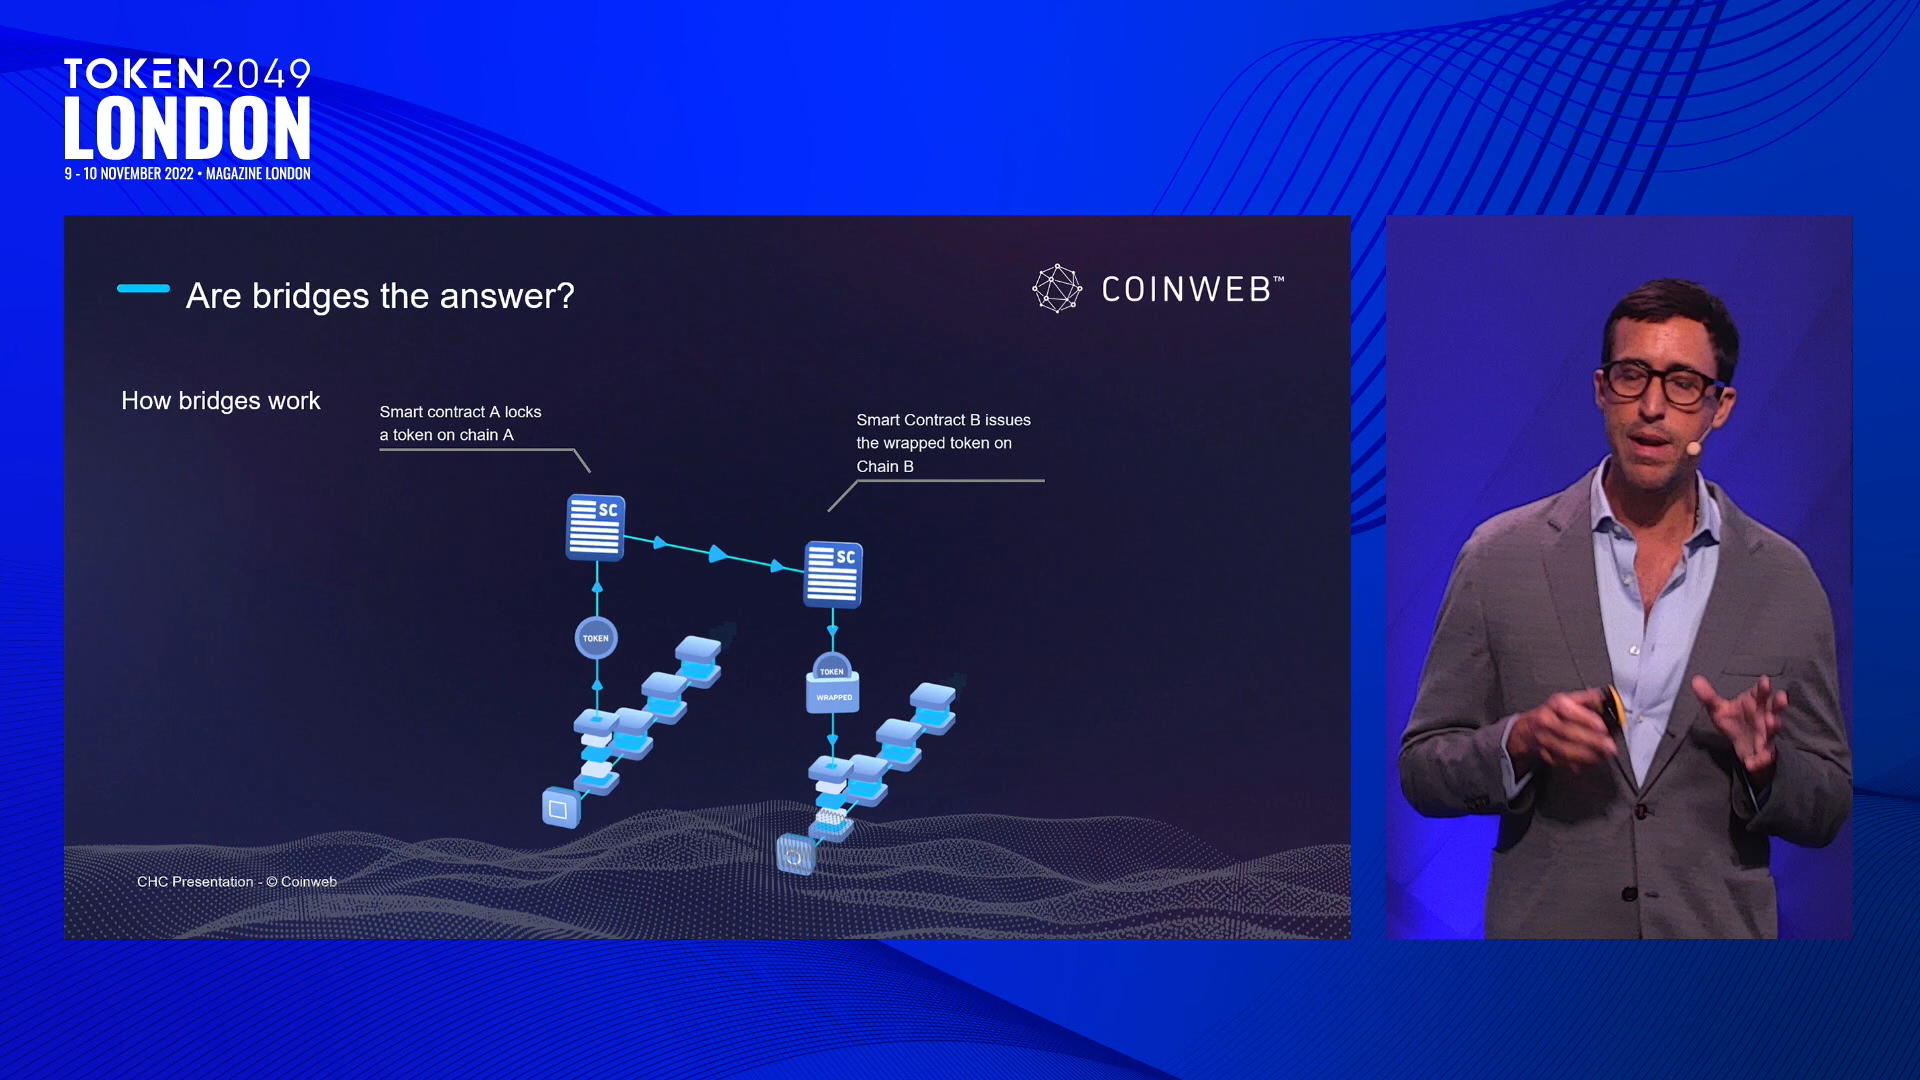 TOKEN2049
LONDON
9 - 10 NOVEMBER 2022 • MAGAZINE LONDON
Are bridges the answer?
COINWEB™
How bridges work
Smart contract A locks
a token on chain A
Smart Contract B issues
the wrapped token on
Chain B
SC
SC
TOKEN
TOKEN
WRAPPED
CHC Presentation - © Coinweb